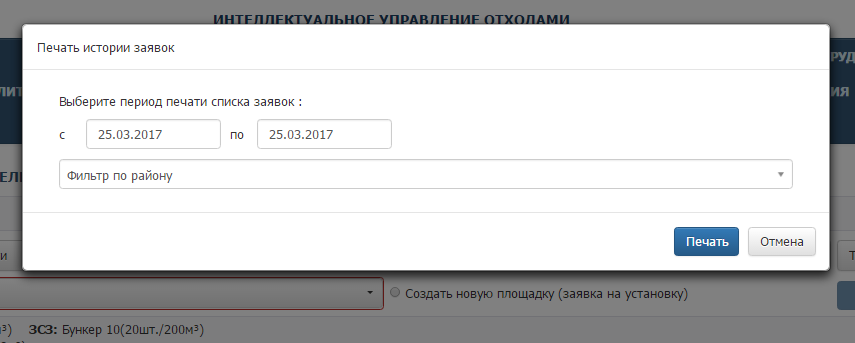 ИНТЕЛЛЕКТУАЛЬНОЕ УПРАВЛЕНИЕ ОТХОДАМИ
Печать истории заявок
Выберите период печати списка заявок :
с 25.03.2017 по 25.03.2017
Фильтр по району
Печать Отмена
Создать новую площадку (заявка на установку)
м³) ЗСЗ: Бункер 10(20шт./200м³)